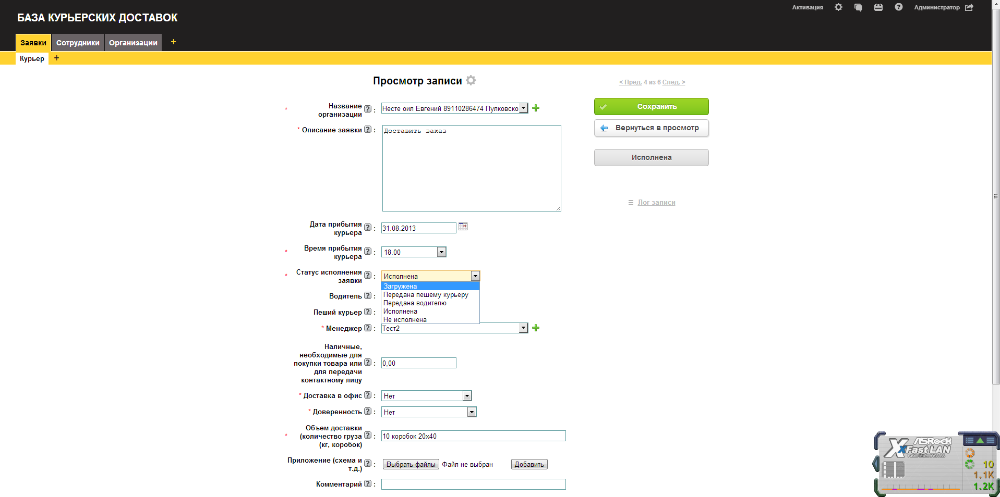 Активация
Администратор
БАЗА КУРЬЕРСКИХ ДОСТАВОК
Заявки Сотрудники Организации +
Курьер +
Просмотр записи
< Пред. 4 из 6 След. >
* Название организации ? : Несте оил Евгений 89110286474 Пулковско
Сохранить
* Описание заявки ? : Доставить заказ
Вернуться в просмотр
Исполнена
Лог записи
Дата прибытия курьера ? : 31.08.2013
* Время прибытия курьера ? : 18.00
* Статус исполнения заявки ? : Исполнена
Загружена
Передана пешему курьеру
Передана водителю
Исполнена
Не исполнена
Водитель ? :
Пеший курьер ? :
* Менеджер ? : Тест2
Наличные,
необходимые для
покупки товара или ? : 0,00
для передачи
контактному лицу
* Доставка в офис ? : Нет
* Доверенность ? : Нет
Объем доставки
* (количество груза ? : 10 коробок 20x40
(кг, коробок)
Приложение (схема и т.д.) ? : Выбрать файлы Файл не выбран Добавить
Комментарий ? :
ASRock
XFast LAN
Faster Internet Access
10
1.1K
1.2K